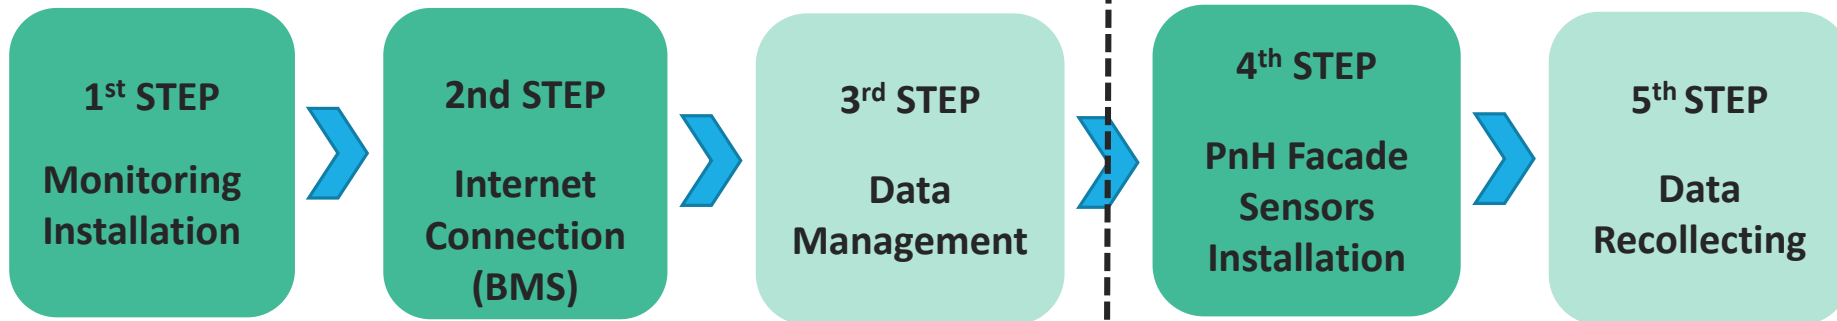 1st STEP
Monitoring
Installation
2nd STEP
Internet
Connection
(BMS)
3rd STEP
Data
Management
4th STEP
PnH Facade
Sensors
Installation
5th STEP
Data
Recollecting